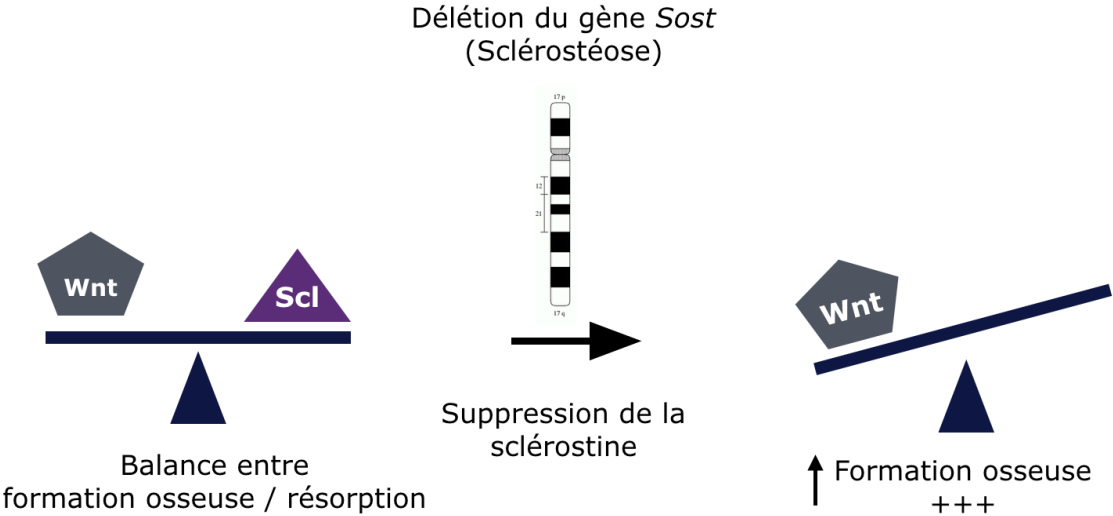 Délétion du gène Sost
(Sclérostéose)
17 p
12
21
17 q
Wnt
Scl
Wnt
Suppression de la
sclérostine
Balance entre
formation osseuse / résorption
Formation osseuse
+++